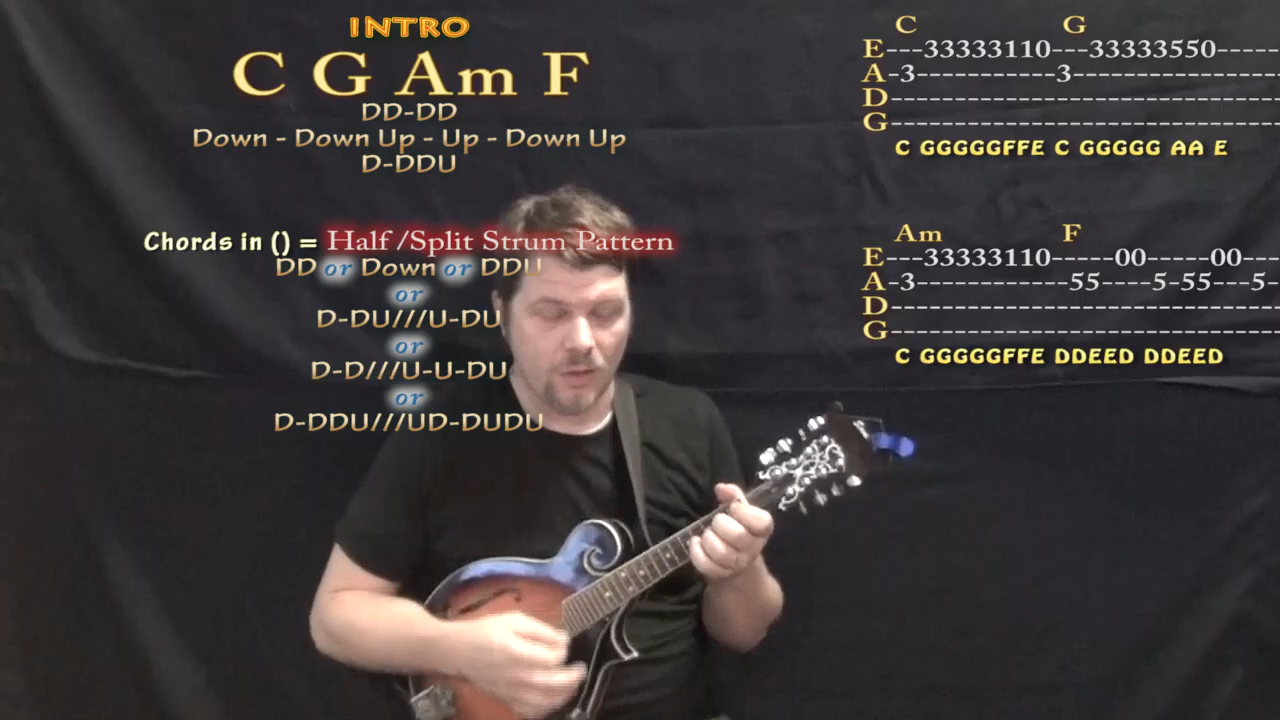 INTRO
C G Am F
DD-DD
Down - Down Up - Up - Down Up
D-DDU
Chords in () = Half /Split Strum Pattern
DD or Down or DDU
or
D-DU///U-DU
or
D-D///U-U-DU
or
D-DDU///UD-DUDU
C G
E---33333110---33333550-----
A-3------------3---------------
D-----------------------------
G-----------------------------
C GGGGGFFE C GGGGG AA E
Am F
E---33333110-----00-----00---
A-3------------55----5-55---5-
D-----------------------------
G-----------------------------
C GGGGGFFE DDEED DDEED